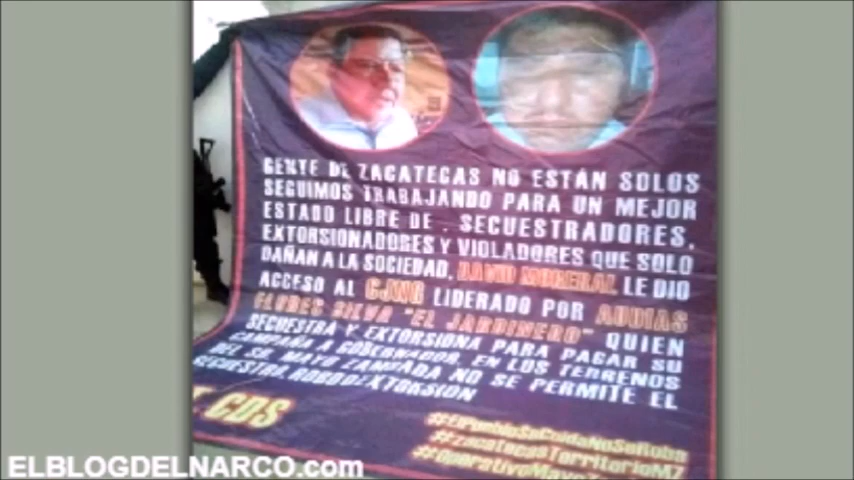 GENTE DE ZACATECAS NO ESTÁN SOLOS
SEGUIMOS TRABAJANDO PARA UN MEJOR
ESTADO LIBRE DE . SECUESTRADORES,
EXTORSIONADORES Y VIOLADORES QUE SOLO
DAÑAN A LA SOCIEDAD, DAVID MONREAL LE DIO
ACCESO AL CJNG LIDERADO POR AUDIAS
FLORES SILVA "EL JARDINERO" QUIEN
SECUESTRA Y EXTORSIONA PARA PAGAR SU
CAMPAÑA A GOBERNADOR. EN LOS TERRENOS
DEL SR. MAYO ZAMBADA NO SE PERMITE EL
SECUESTRO, ROBO O EXTORSION
CDS
#ElPuebloSeCuidaNoSeRoba
#ZacatecasTerritorioMZ
#OperativoMayo
ELBLOGDELNARCO.com